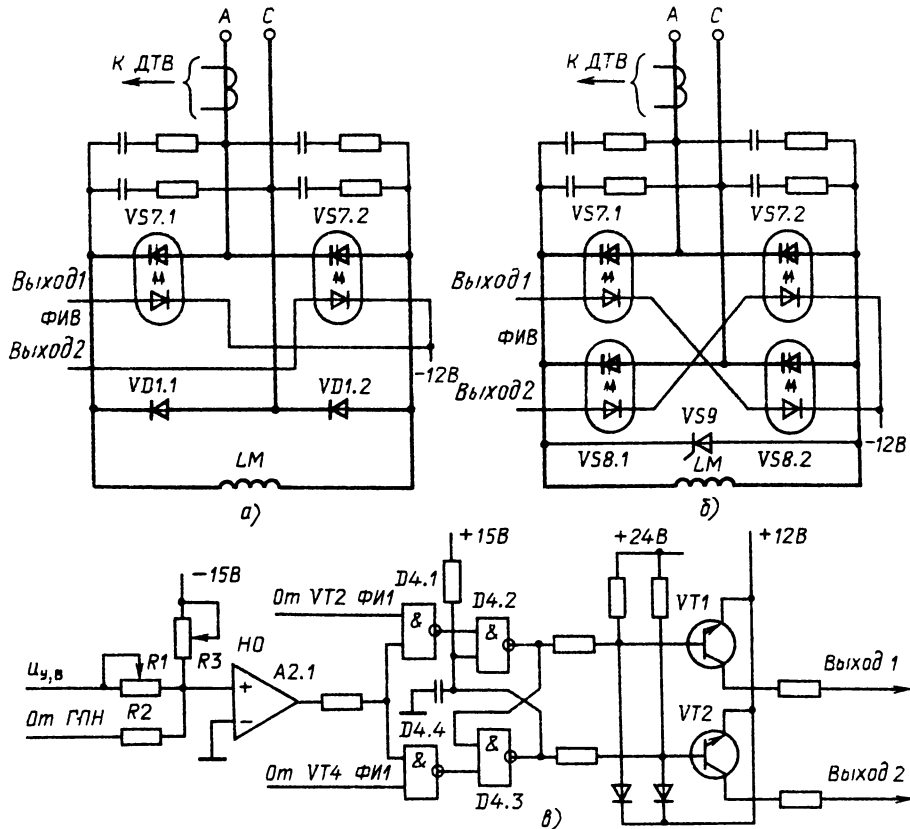 А С А С
К ДТВ К ДТВ
VS7.1 VS7.2 VS7.1 VS7.2
Выход1 Выход1
ФИВ ФИВ
Выход2 Выход2
-12В
VD1.1 VD1.2 VS9 -12В
VS8.1 VS8.2
LM LM
а) б)
+15В +24В +12В
-15В D4.1
От VT2 ФИ1 D4.2 VT1
& &
НО
R1 R3 A2.1
uу,в + Выход 1
R2 -
От ГПН D4.4 VT2
& &
От VT4 ФИ1 Выход 2
D4.3
в)